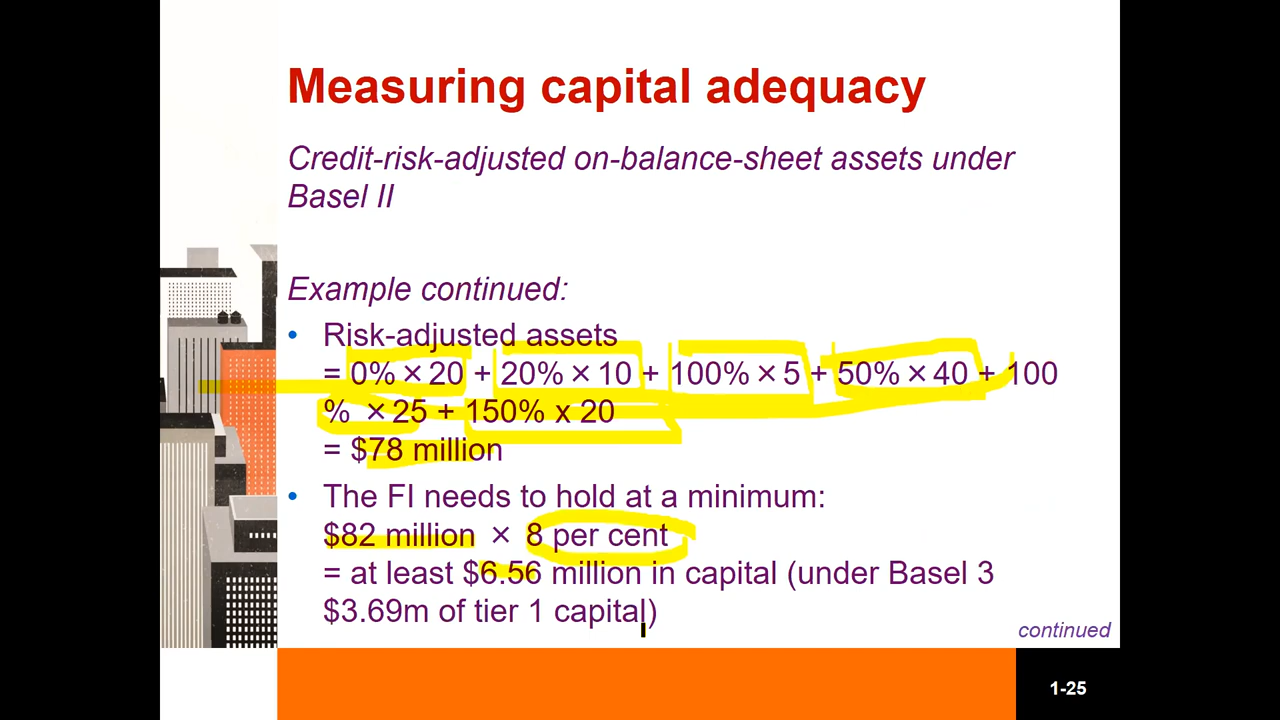 Measuring capital adequacy
Credit-risk-adjusted on-balance-sheet assets under
Basel II
Example continued:
• Risk-adjusted assets
= 0% × 20 + 20% × 10 + 100% × 5 + 50% × 40 + 100
% × 25 + 150% x 20
= $78 million
• The FI needs to hold at a minimum:
$82 million × 8 per cent
= at least $6.56 million in capital (under Basel 3
$3.69m of tier 1 capital)
continued
1-25